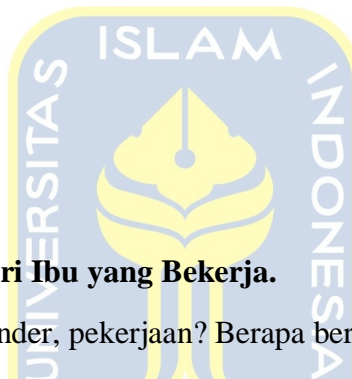 ISLAM
UNIVERSITAS
INDONESIA
ri Ibu yang Bekerja.
nder, pekerjaan? Berapa ber